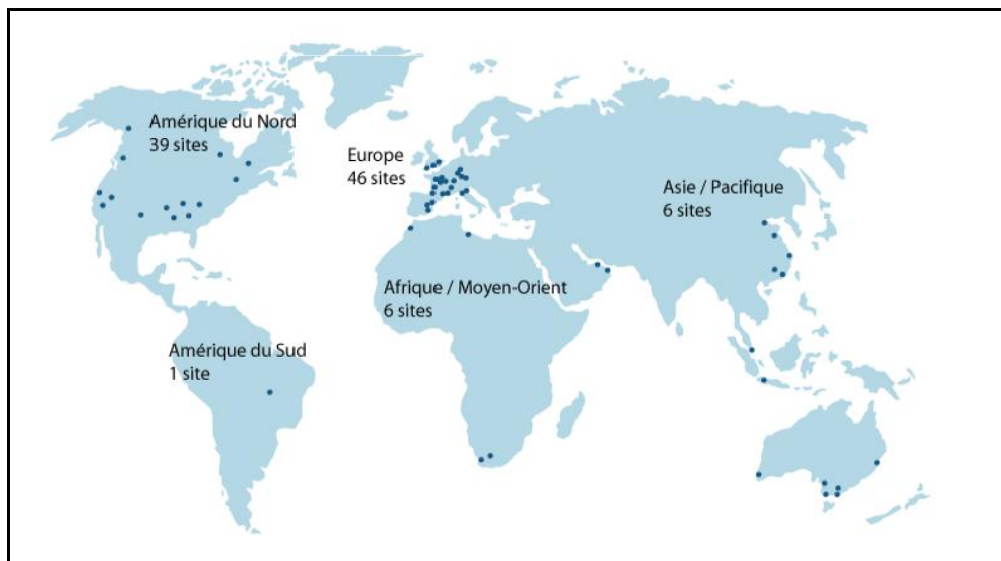 Amérique du Nord
39 sites
Europe
46 sites
Asie / Pacifique
6 sites
Afrique / Moyen-Orient
6 sites
Amérique du Sud
1 site